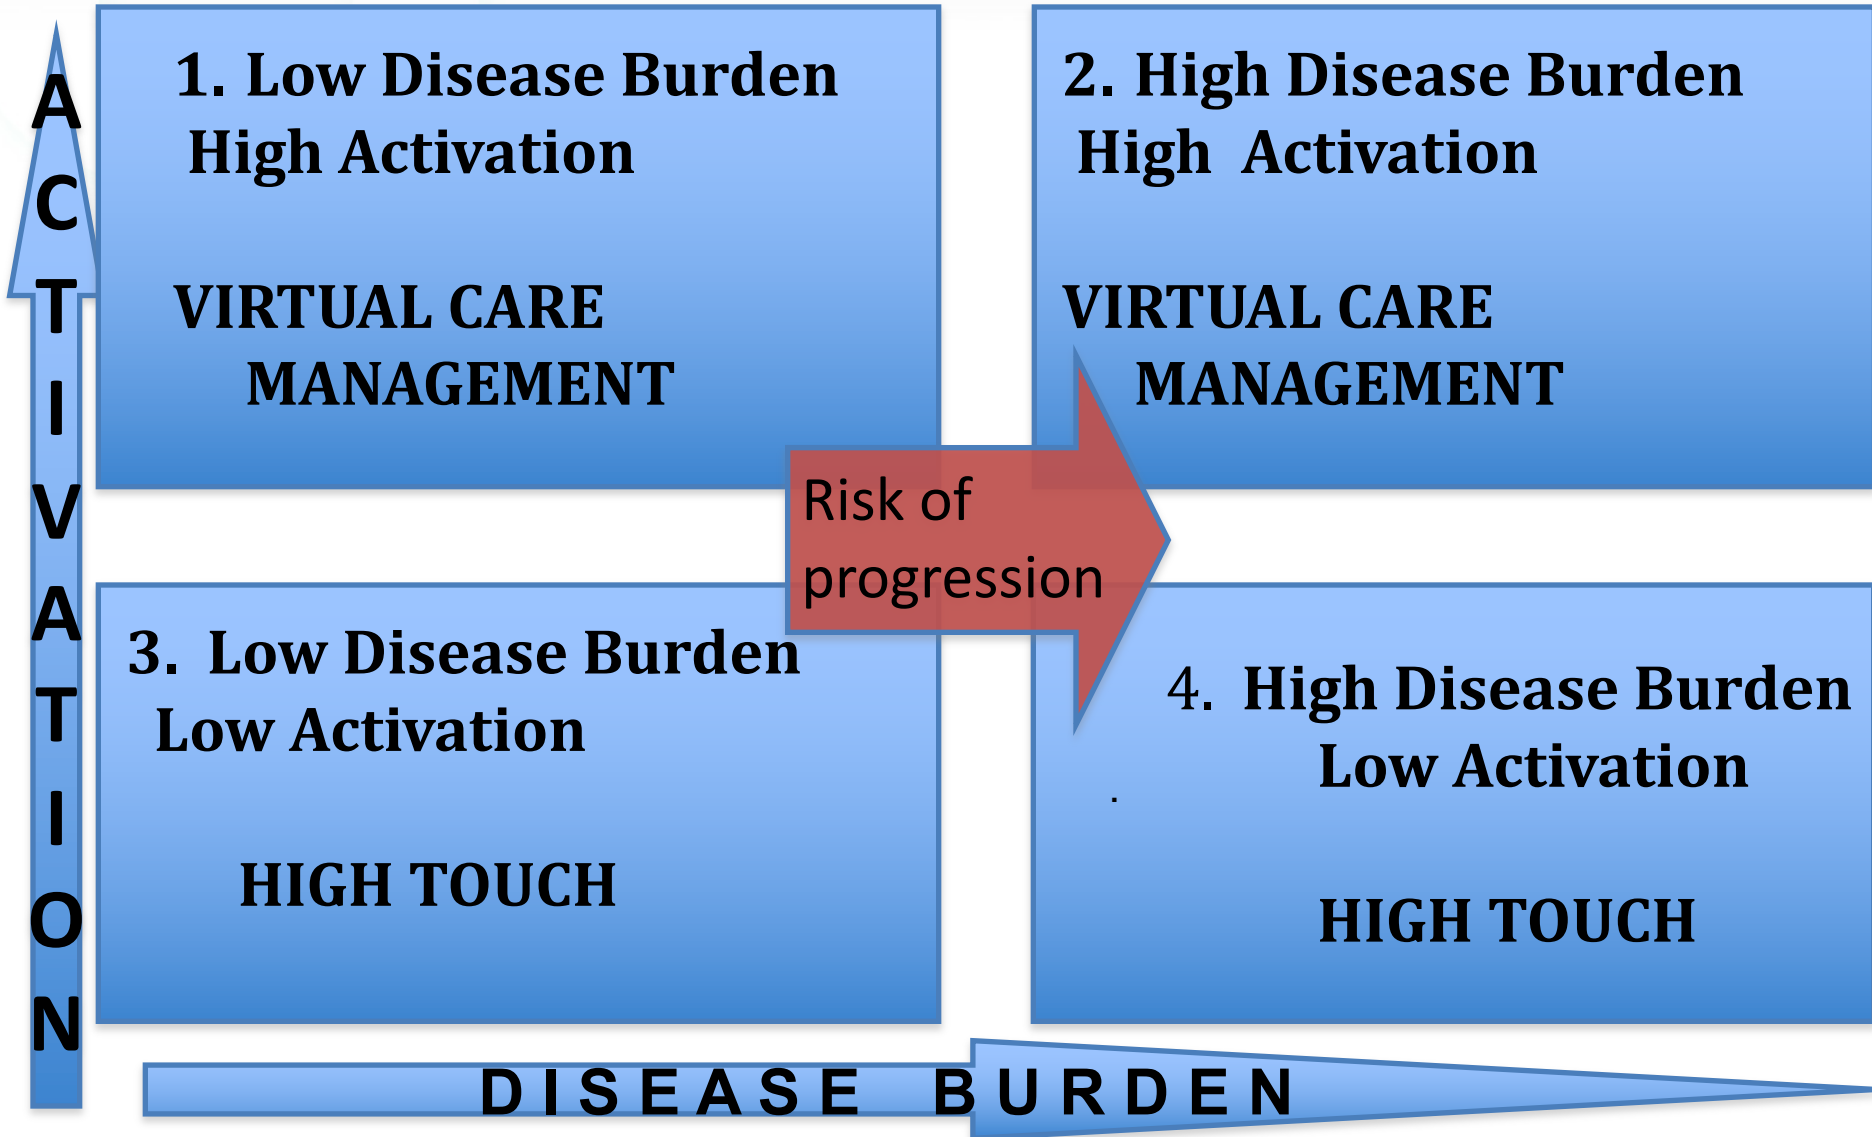 ACTIVATION
1. Low Disease Burden
High Activation
VIRTUAL CARE
MANAGEMENT
2. High Disease Burden
High Activation
VIRTUAL CARE
MANAGEMENT
Risk of
progression
3. Low Disease Burden
Low Activation
HIGH TOUCH
4. High Disease Burden
Low Activation
.
HIGH TOUCH
DISEASE BURDEN